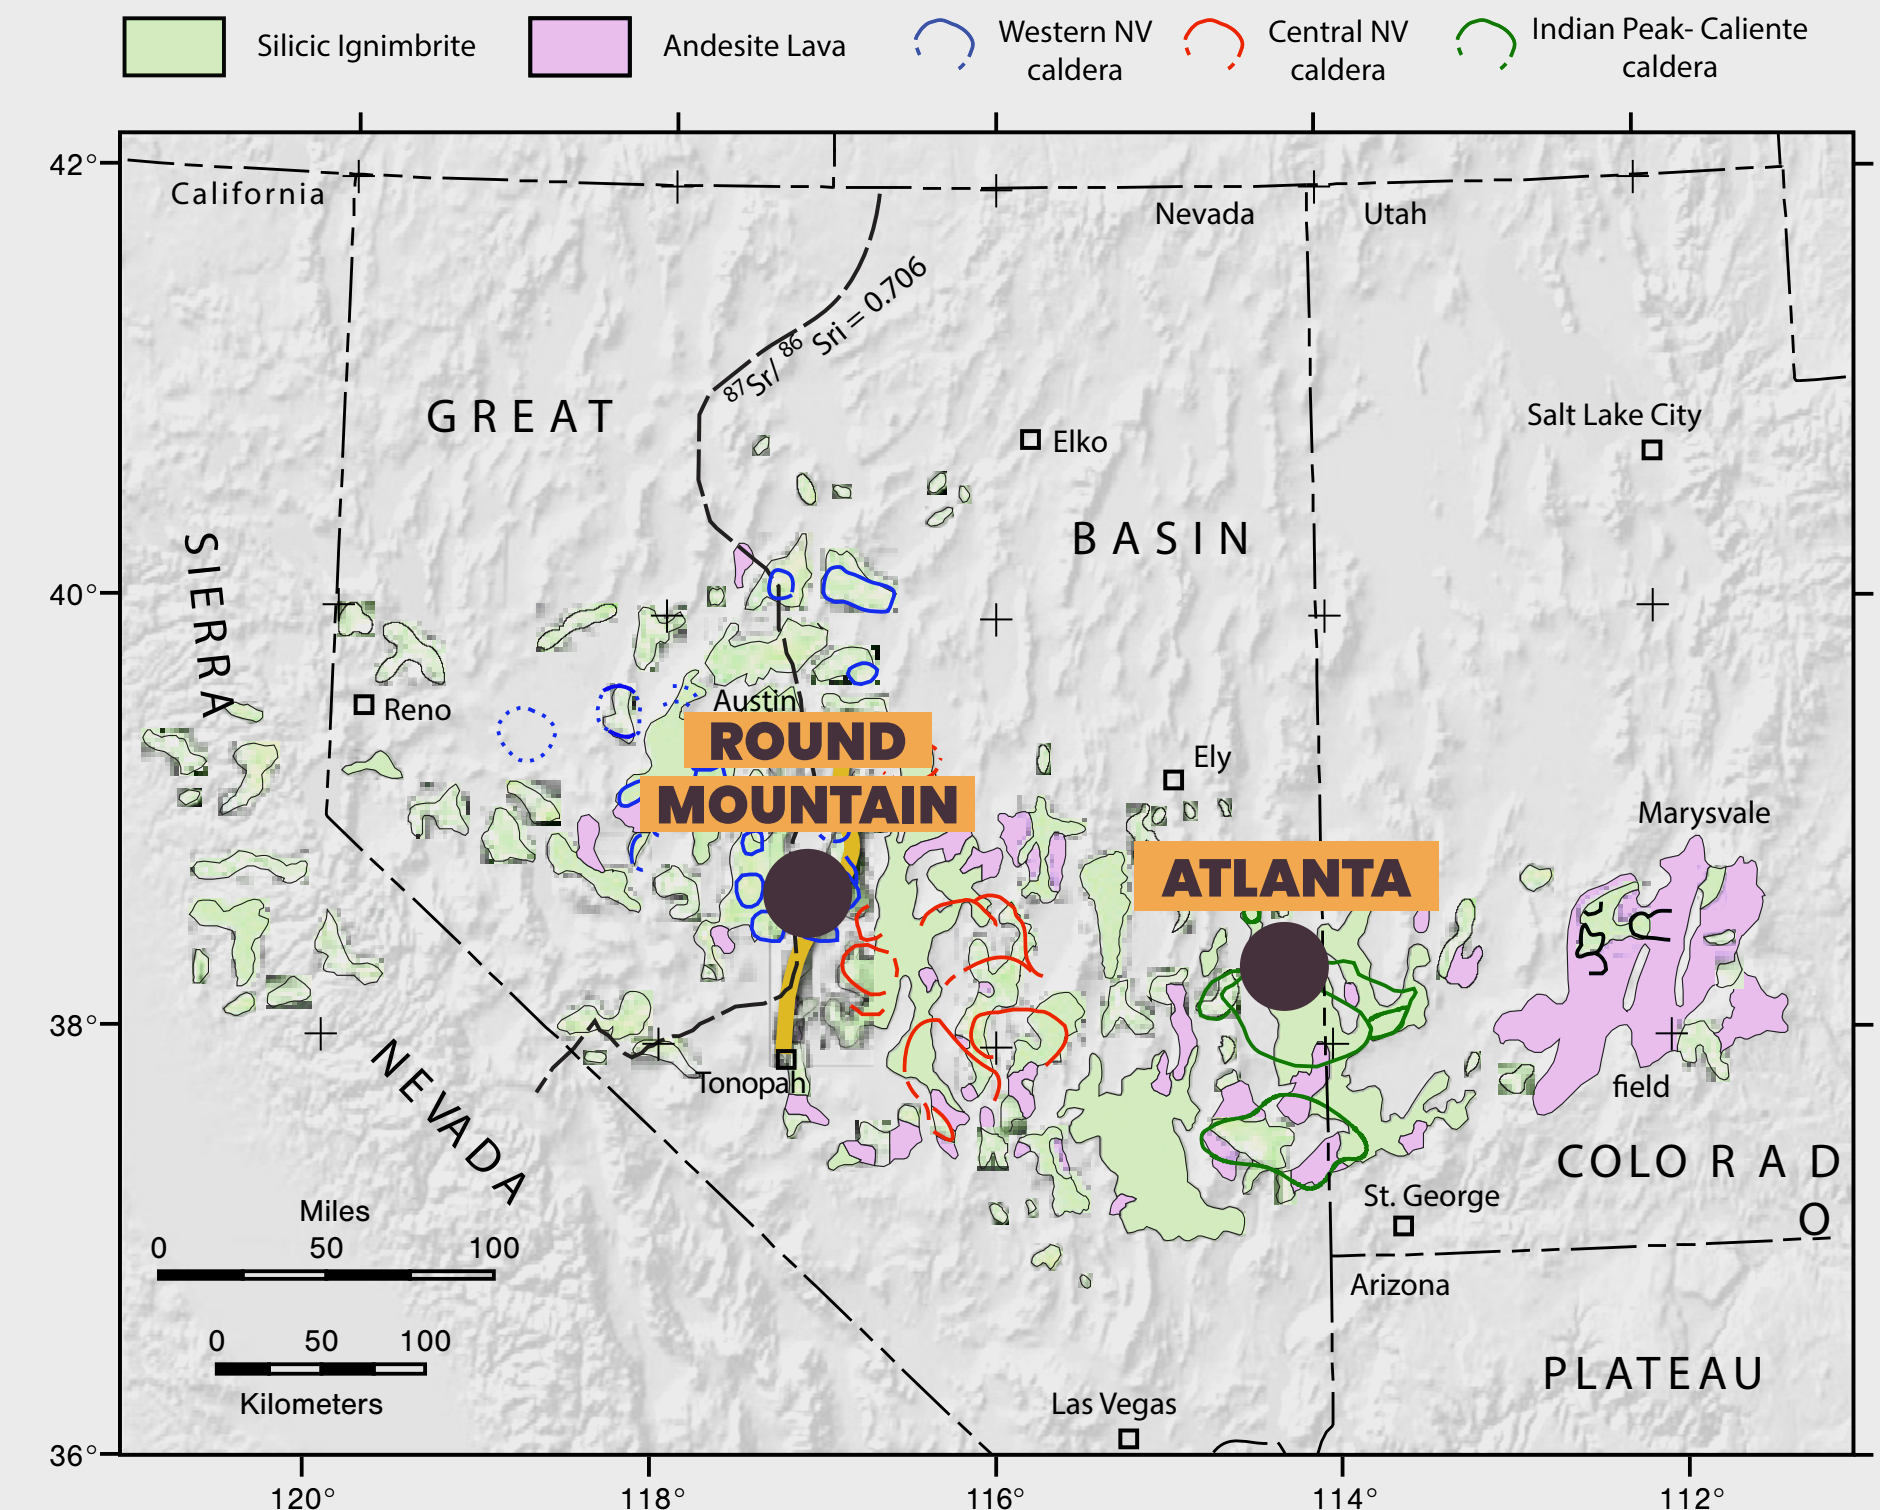 Silicic Ignimbrite
Andesite Lava
Western NV
caldera
Central NV
caldera
Indian Peak- Caliente
caldera
42°
California
Nevada
Utah
87Sr/ 86 Sri = 0.706
GREAT
Elko
Salt Lake City
BASIN
SIERRA
40°
Reno
Austin
ROUND
MOUNTAIN
Ely
Marysvale
ATLANTA
38°
NEVADA
Tonopah
field
COLORAD
O
St. George
Arizona
Miles
0 50 100
0 50 100
Kilometers
PLATEAU
Las Vegas
36°
120° 118° 116° 114° 112°